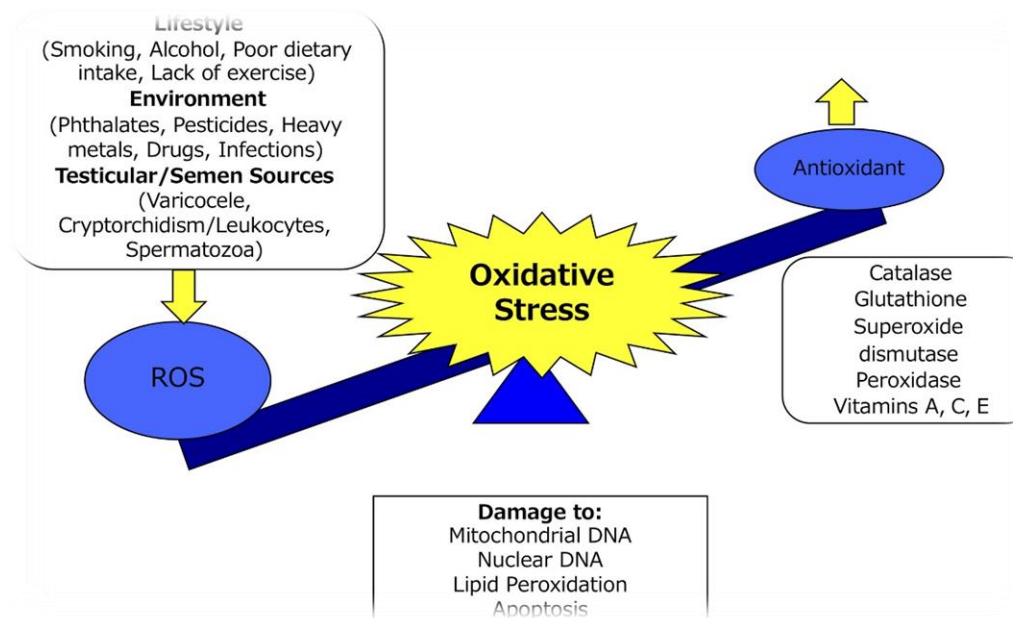 Lifestyle
(Smoking, Alcohol, Poor dietary
intake, Lack of exercise)
Environment
(Phthalates, Pesticides, Heavy
metals, Drugs, Infections)
Testicular/Semen Sources
(Varicocele,
Cryptorchidism/Leukocytes,
Spermatozoa)
ROS
Oxidative
Stress
Antioxidant
Catalase
Glutathione
Superoxide
dismutase
Peroxidase
Vitamins A, C, E
Damage to:
Mitochondrial DNA
Nuclear DNA
Lipid Peroxidation
Apoptosis